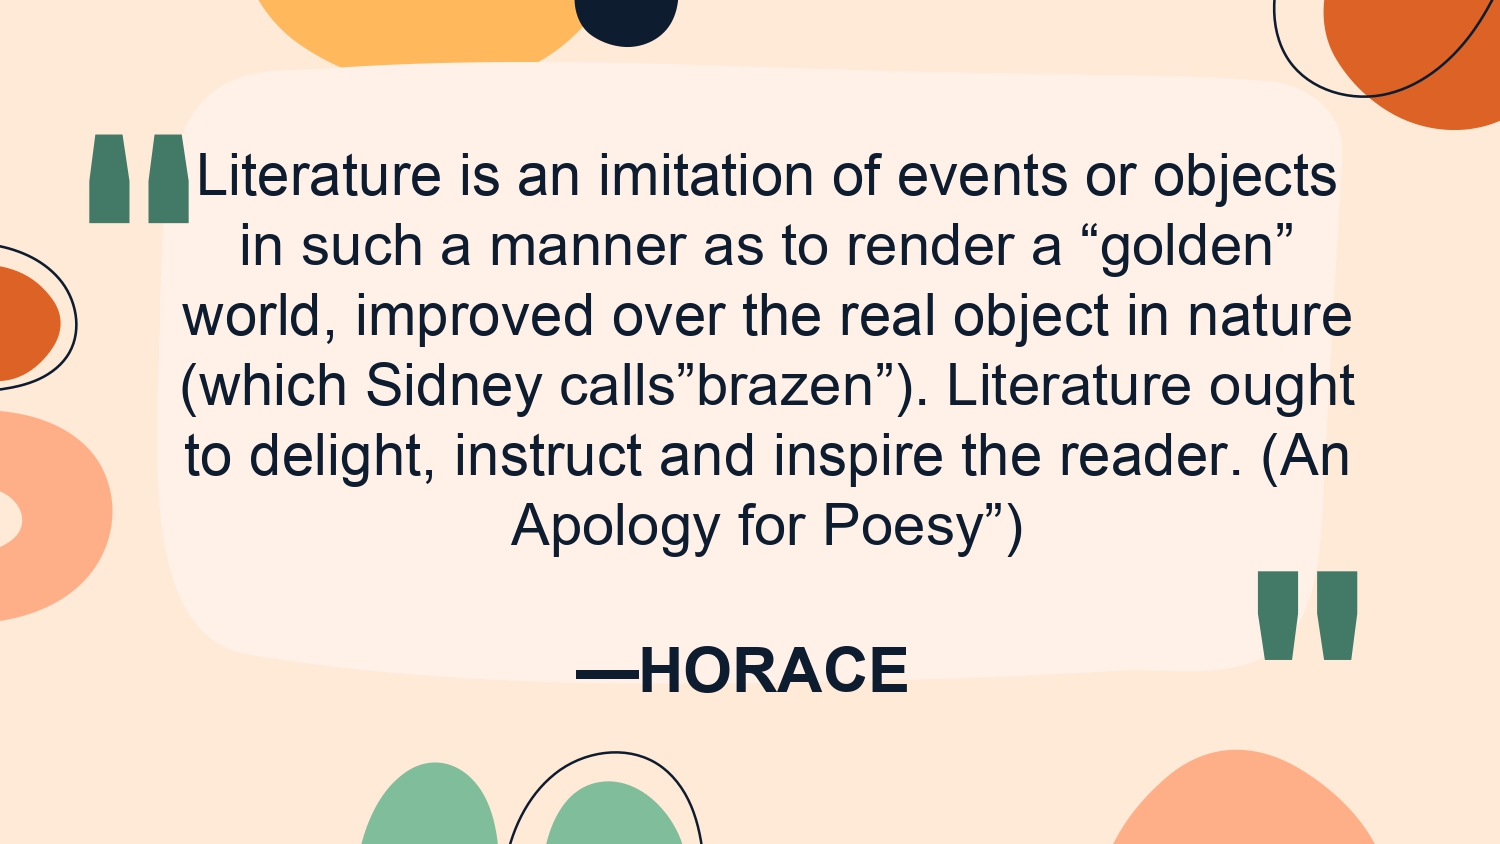 "Literature is an imitation of events or objects
in such a manner as to render a “golden”
world, improved over the real object in nature
(which Sidney calls”brazen”). Literature ought
to delight, instruct and inspire the reader. (An
Apology for Poesy”)
"
—HORACE